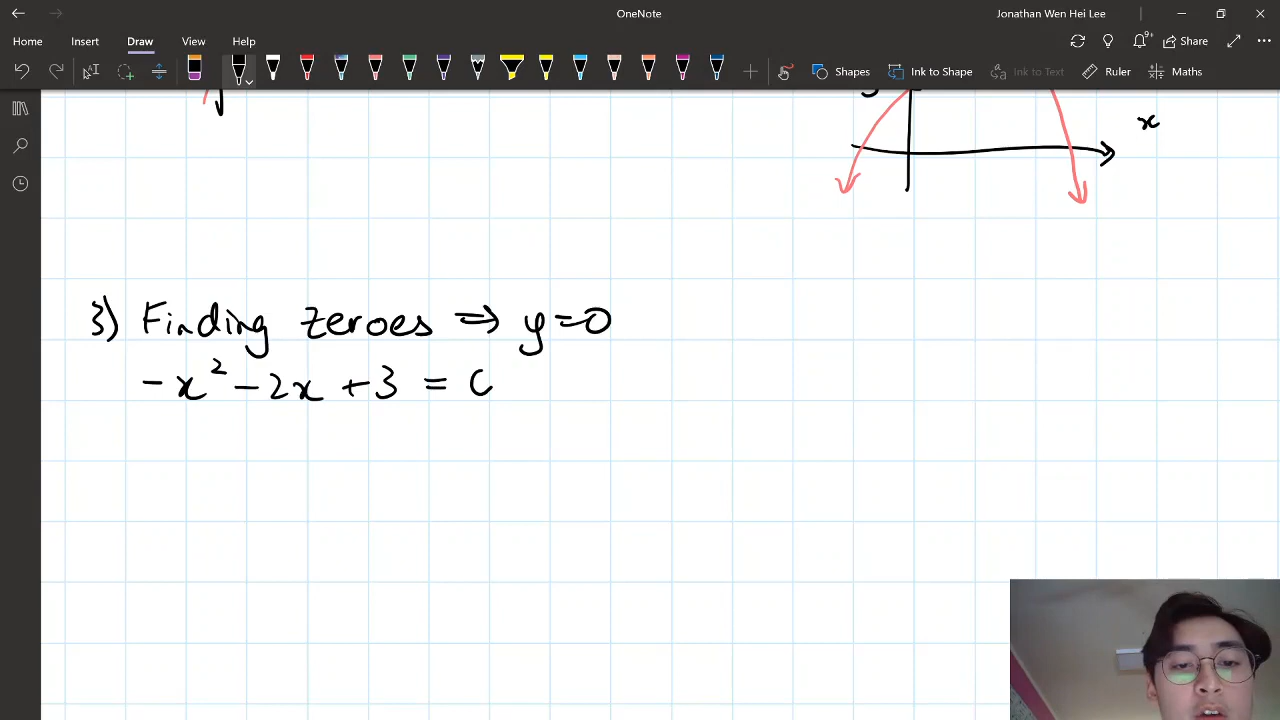 OneNote
Jonathan Wen Hei Lee
Home Insert Draw View Help
9+
Share
Shapes
Ink to Shape
Ink to Text
Ruler
Maths
x
3) Finding zeroes ⇒ y=0
-x² - 2x + 3 = C